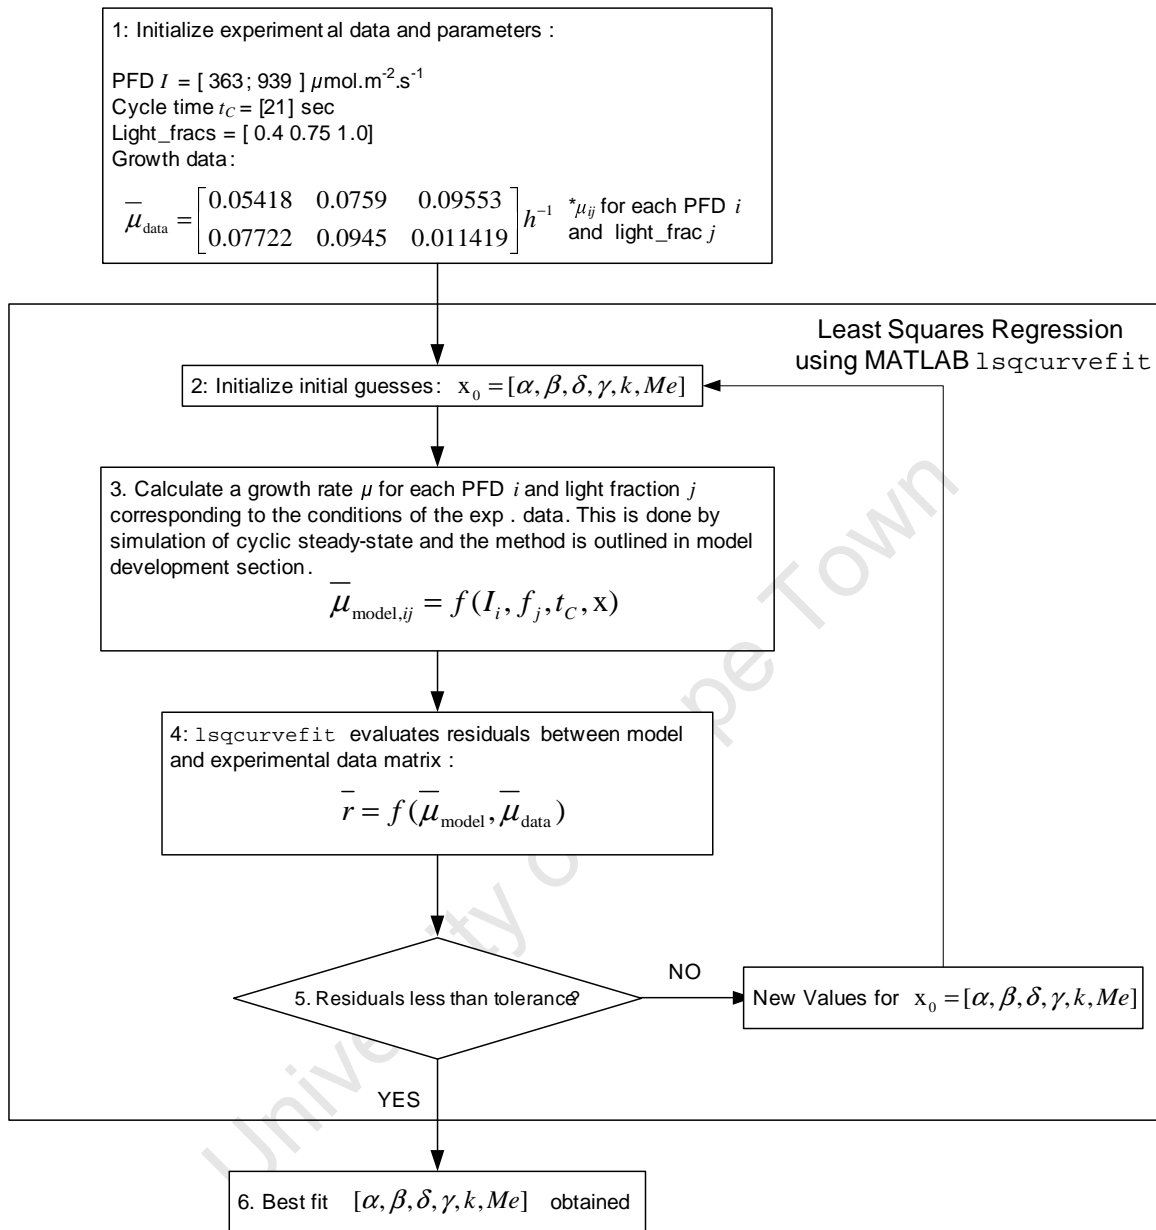 1: Initialize experimental data and parameters :
PFD I = [ 363 ; 939 ] μmol.m-2.s-1
Cycle time tC = [21] sec
Light_fracs = [ 0.4 0.75 1.0]
Growth data :
μdata = [0.05418 0.0759 0.09553
0.07722 0.0945 0.011419] h−1 *μij for each PFD i
and light_frac j
Least Squares Regression
using MATLAB lsqcurvefit
2: Initialize initial guesses: x0 = [α, β, δ, γ, k, Me]
3. Calculate a growth rate μ for each PFD i and light fraction j
corresponding to the conditions of the exp . data. This is done by
simulation of cyclic steady-state and the method is outlined in model
development section.
μmodel,ij = f(Ii, fj, tC, x)
4: lsqcurvefit evaluates residuals between model
and experimental data matrix :
r = f(μmodel, μdata)
5. Residuals less than tolerance?
NO
New Values for x0 = [α, β, δ, γ, k, Me]
YES
6. Best fit [α, β, δ, γ, k, Me] obtained